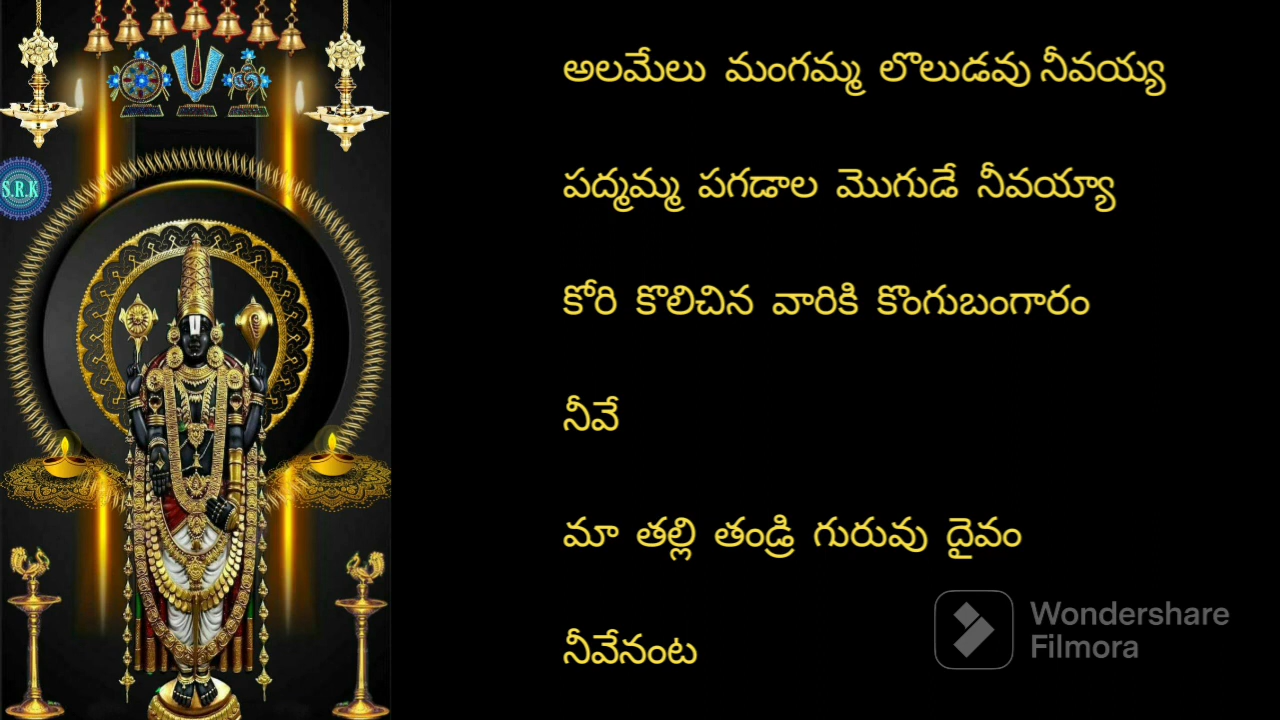 S.R.K
అలమేలు మంగమ్మ లొలుడవు నీవయ్య
పద్మమ్మ పగడాల మొగుడే నీవయ్యా
కోరి కొలిచిన వారికి కొంగుబంగారం
నీవే
మా తల్లి తండ్రి గురువు దైవం
నీవేనంట
Wondershare
Filmora